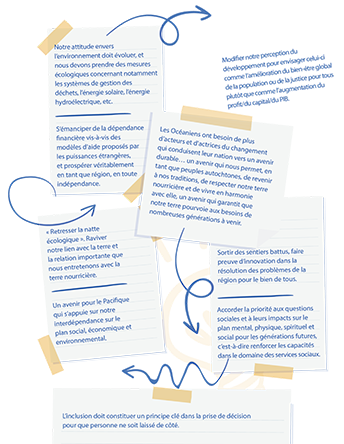 Notre attitude envers
l'environnement doit évoluer, et
nous devons prendre des mesures
écologiques concernant notamment
les systèmes de gestion des
déchets, l'énergie solaire, l'énergie
hydroélectrique, etc.
S'émanciper de la dépendance
financière vis-à-vis des
modèles d'aide proposés par
les puissances étrangères,
et prospérer véritablement
en tant que région, en toute
indépendance.
Modifier notre perception du
développement pour envisager celui-ci
comme l'amélioration du bien-être global
de la population ou de la justice pour tous
plutôt que comme l'augmentation du
profit/du capital/du PIB.
Les Océaniens ont besoin de plus
d'acteurs et d'actrices du changement
qui conduisent leur nation vers un avenir
durable… un avenir qui nous permet, en
tant que peuples autochtones, de revenir
à nos traditions, de respecter notre terre
nourricière et de vivre en harmonie
avec elle, un avenir qui garantit que
notre terre pourvoie aux besoins de
nombreuses générations à venir.
« Retresser la natte
écologique ». Raviver
notre lien avec la terre et
la relation importante que
nous entretenons avec la
terre nourricière.
Un avenir pour le Pacifique
qui s'appuie sur notre
interdépendance sur le
plan social, économique et
environnemental.
Sortir des sentiers battus, faire
preuve d'innovation dans la
résolution des problèmes de la
région pour le bien de tous.
Accorder la priorité aux questions
sociales et à leurs impacts sur le
plan mental, physique, spirituel et
social pour les générations futures,
c'est-à-dire renforcer les capacités
dans le domaine des services sociaux.
L'inclusion doit constituer un principe clé dans la prise de décision
pour que personne ne soit laissé de côté.